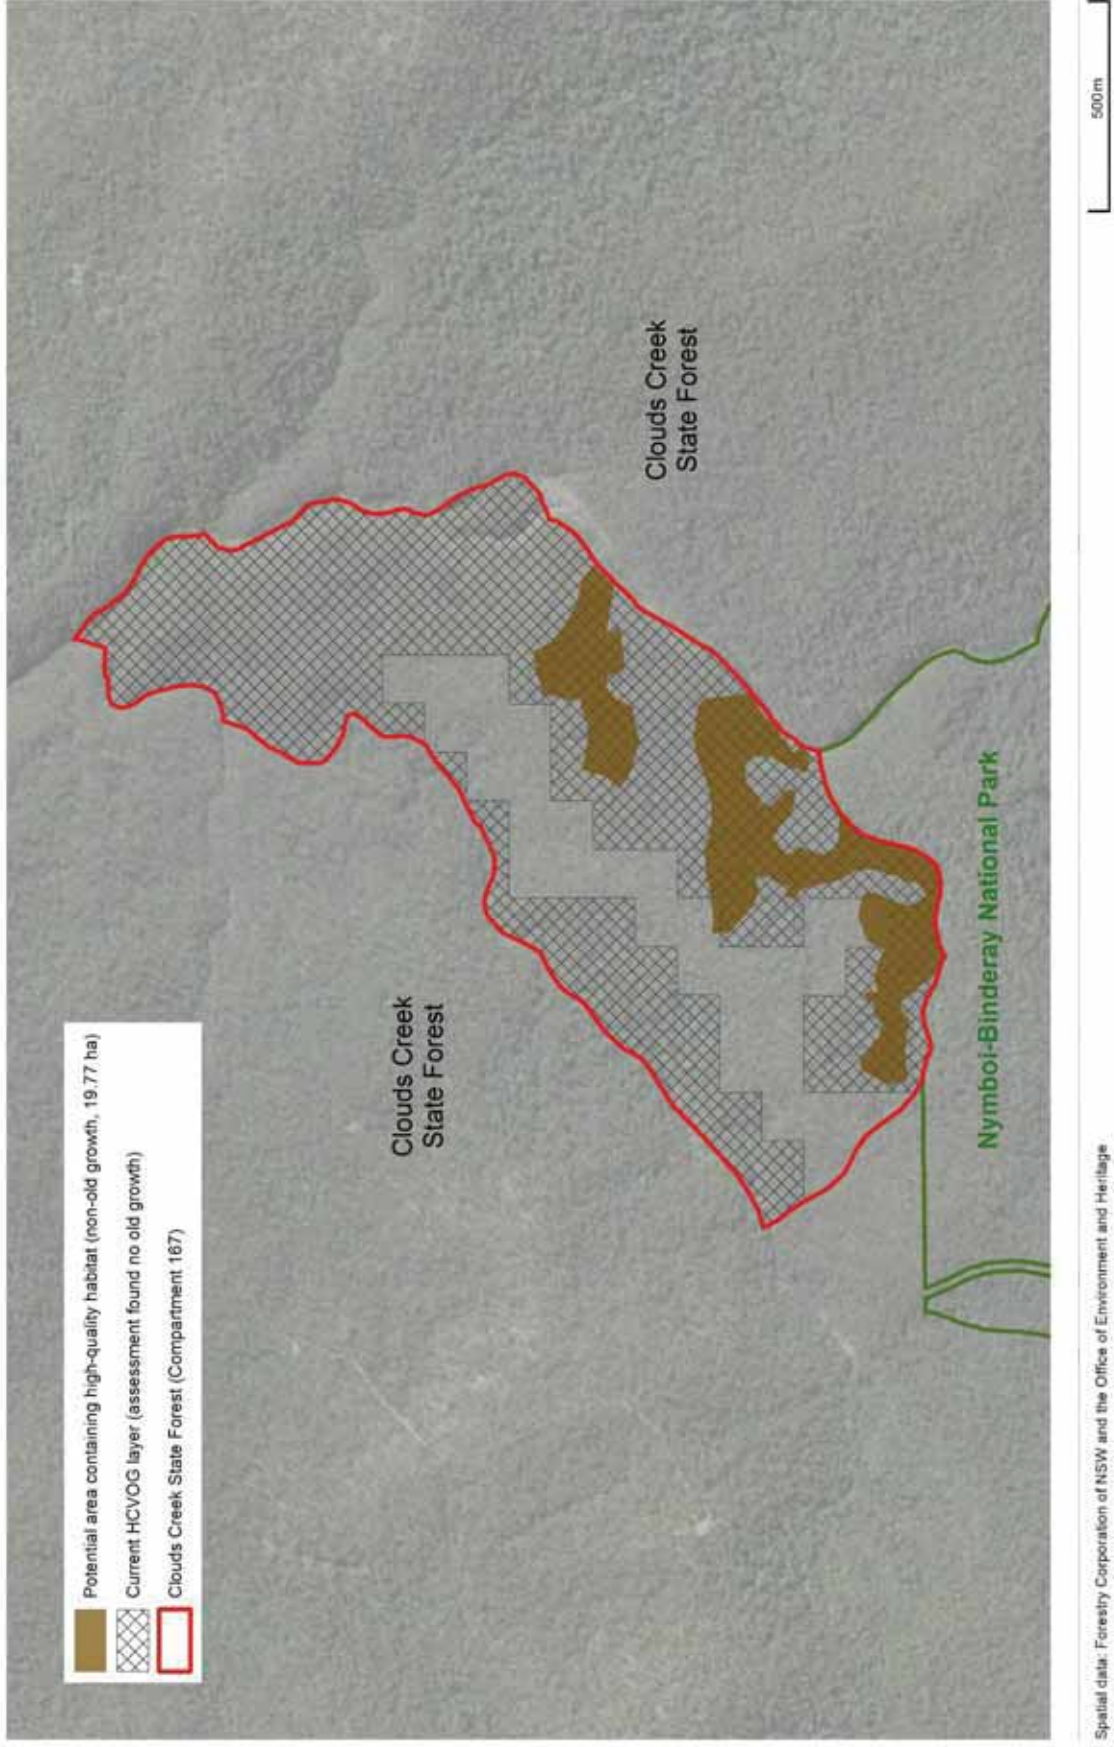 Potential area containing high-quality habitat (non-old growth, 19.77 ha)
Current HCVOG layer (assessment found no old growth)
Clouds Creek State Forest (Compartment 167)
Clouds Creek
State Forest
Clouds Creek
State Forest
Nymboi-Binderay National Park
Spatial data: Forestry Corporation of NSW and the Office of Environment and Heritage
500m